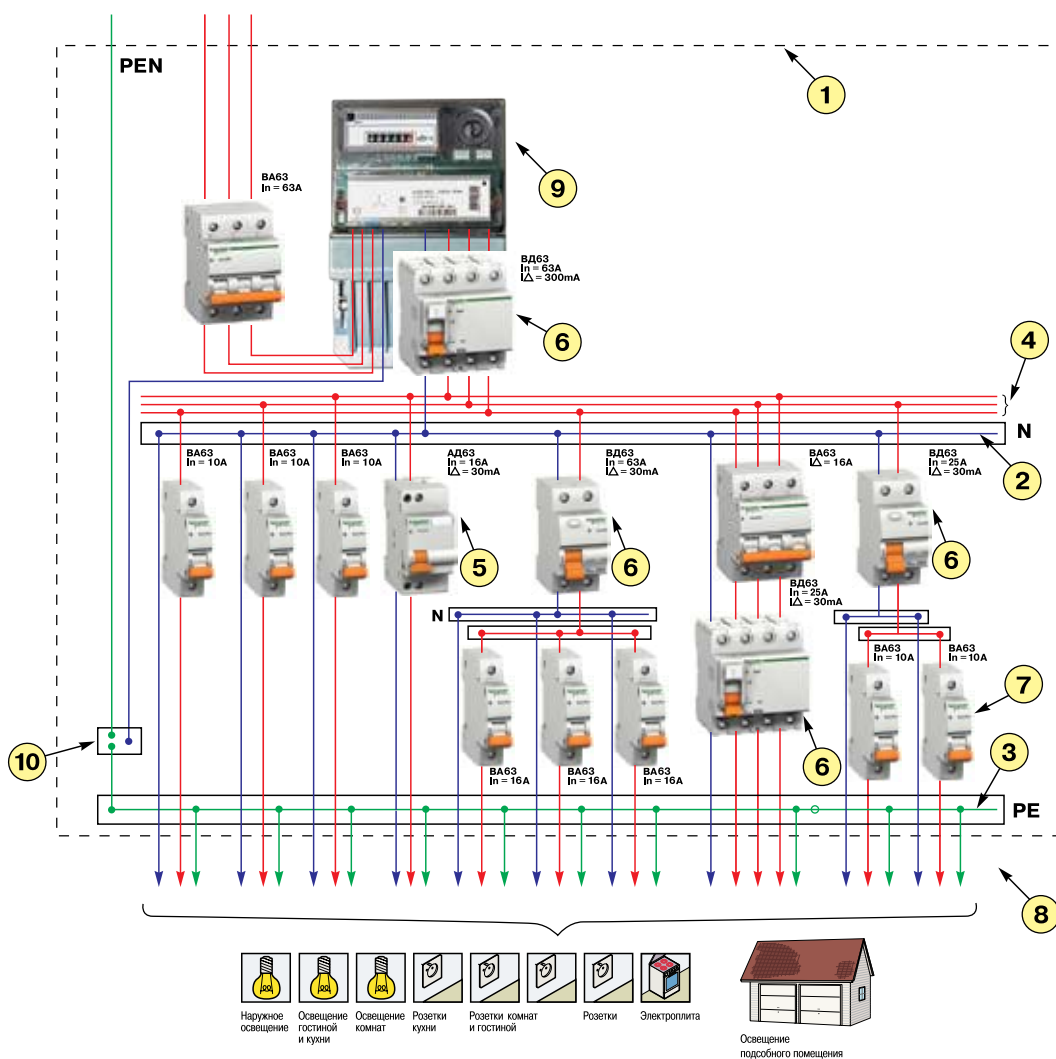 PEN
1
ВА63
In = 63A
9
ВД63
In = 63A
I△ = 300mA
6
4
N
2
ВА63
In = 10A
ВА63
In = 10A
ВА63
In = 10A
АД63
In = 16A
I△ = 30mA
ВД63
In = 63A
I△ = 30mA
ВА63
I△ = 16A
ВД63
In = 25A
I△ = 30mA
5
6
6
ВД63
In = 25A
I△ = 30mA
N
ВА63
In = 10A
ВА63
In = 10A
7
10
6
3
ВА63
In = 16A
ВА63
In = 16A
ВА63
In = 16A
PE
8
Наружное
освещение
Освещение
гостиной
и кухни
Освещение
комнат
Розетки
кухни
Розетки комнат
и гостиной
Розетки
Электроплита
Освещение
подсобного помещения